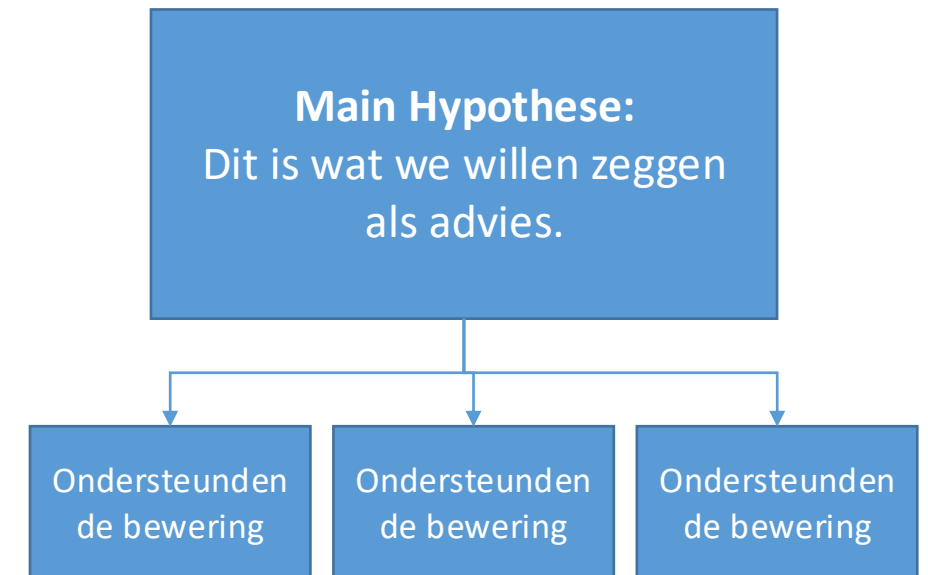 Main Hypothese:
Dit is wat we willen zeggen
als advies.
Ondersteunden
de bewering
Ondersteunden
de bewering
Ondersteunden
de bewering